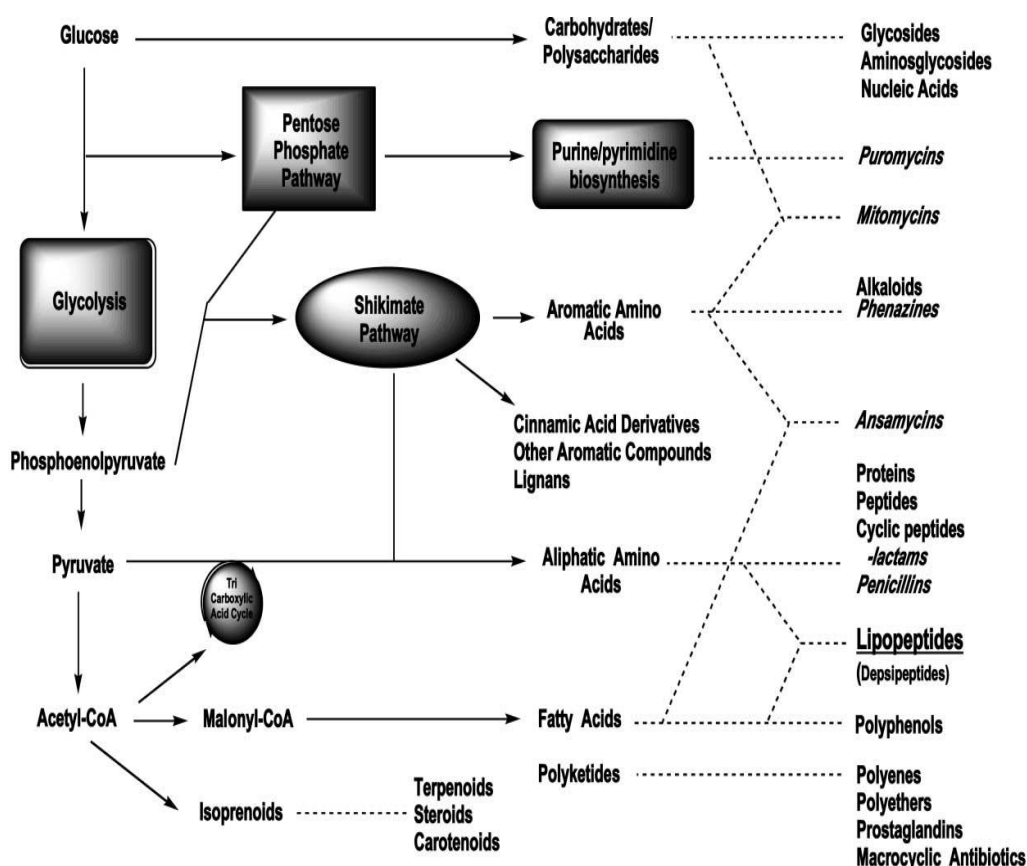 Glucose
Carbohydrates/
Polysaccharides
Glycosides
Aminosglycosides
Nucleic Acids
Pentose
Phosphate
Pathway
Purine/pyrimidine
biosynthesis
Puromycins
Mitomycins
Glycolysis
Shikimate
Pathway
Aromatic Amino
Acids
Alkaloids
Phenazines
Cinnamic Acid Derivatives
Other Aromatic Compounds
Lignans
Ansamycins
Phosphoenolpyruvate
Proteins
Peptides
Cyclic peptides
-lactams
Penicillins
Pyruvate
Tri
Carboxylic
Acid Cycle
Aliphatic Amino
Acids
Lipopeptides
(Depsipeptides)
Acetyl-CoA
Malonyl-CoA
Fatty Acids
Polyphenols
Polyketides
Polyenes
Polyethers
Prostaglandins
Macrocyclic Antibiotics
Isoprenoids
Terpenoids
Steroids
Carotenoids